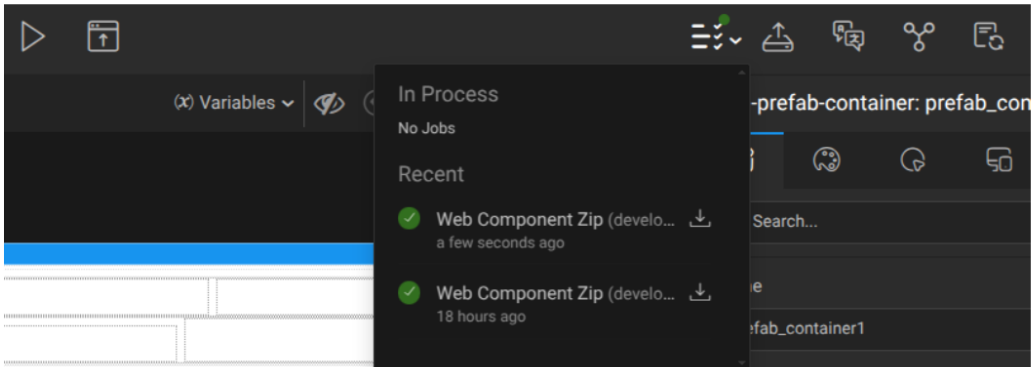 (x) Variables
-prefab-container: prefab_con
In Process
No Jobs
Recent
Web Component Zip (develo...
a few seconds ago
Web Component Zip (develo...
18 hours ago
Search...
me
efab_container1